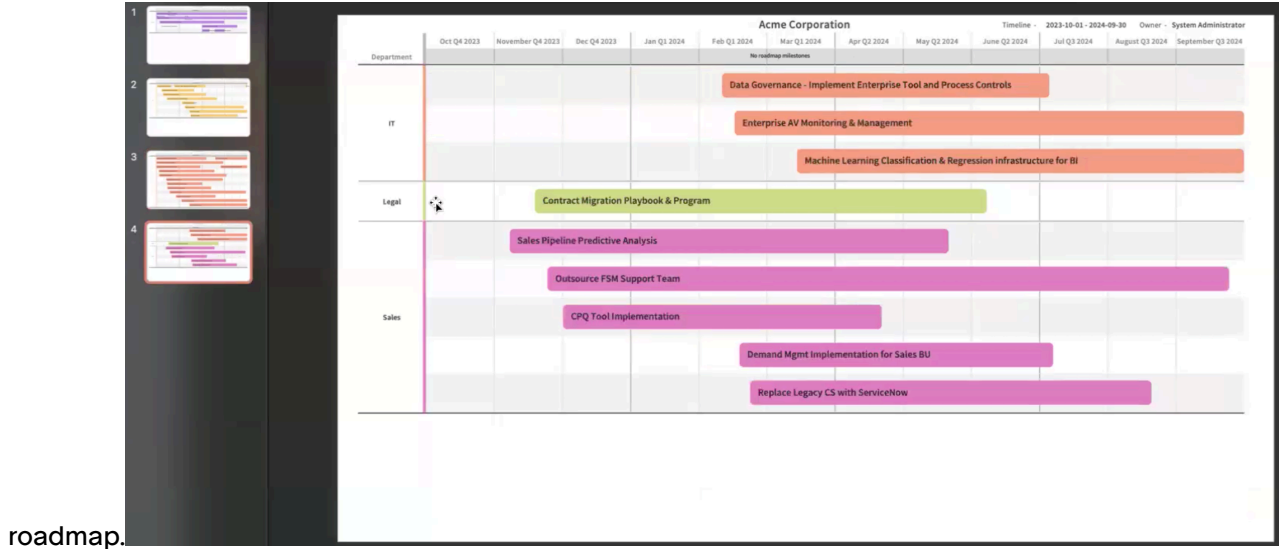 1
2
3
4
Acme Corporation
Timeline - 2023-10-01 - 2024-09-30 Owner - System Administrator
Oct Q4 2023 November Q4 2023 Dec Q4 2023 Jan Q1 2024 Feb Q1 2024 Mar Q1 2024 Apr Q2 2024 May Q2 2024 June Q2 2024 Jul Q3 2024 August Q3 2024 September Q3 2024
Department
No roadmap milestones
Data Governance - Implement Enterprise Tool and Process Controls
IT
Enterprise AV Monitoring & Management
Machine Learning Classification & Regression infrastructure for BI
Legal
Contract Migration Playbook & Program
Sales Pipeline Predictive Analysis
Outsource FSM Support Team
Sales
CPQ Tool Implementation
Demand Mgmt Implementation for Sales BU
Replace Legacy CS with ServiceNow
roadmap.